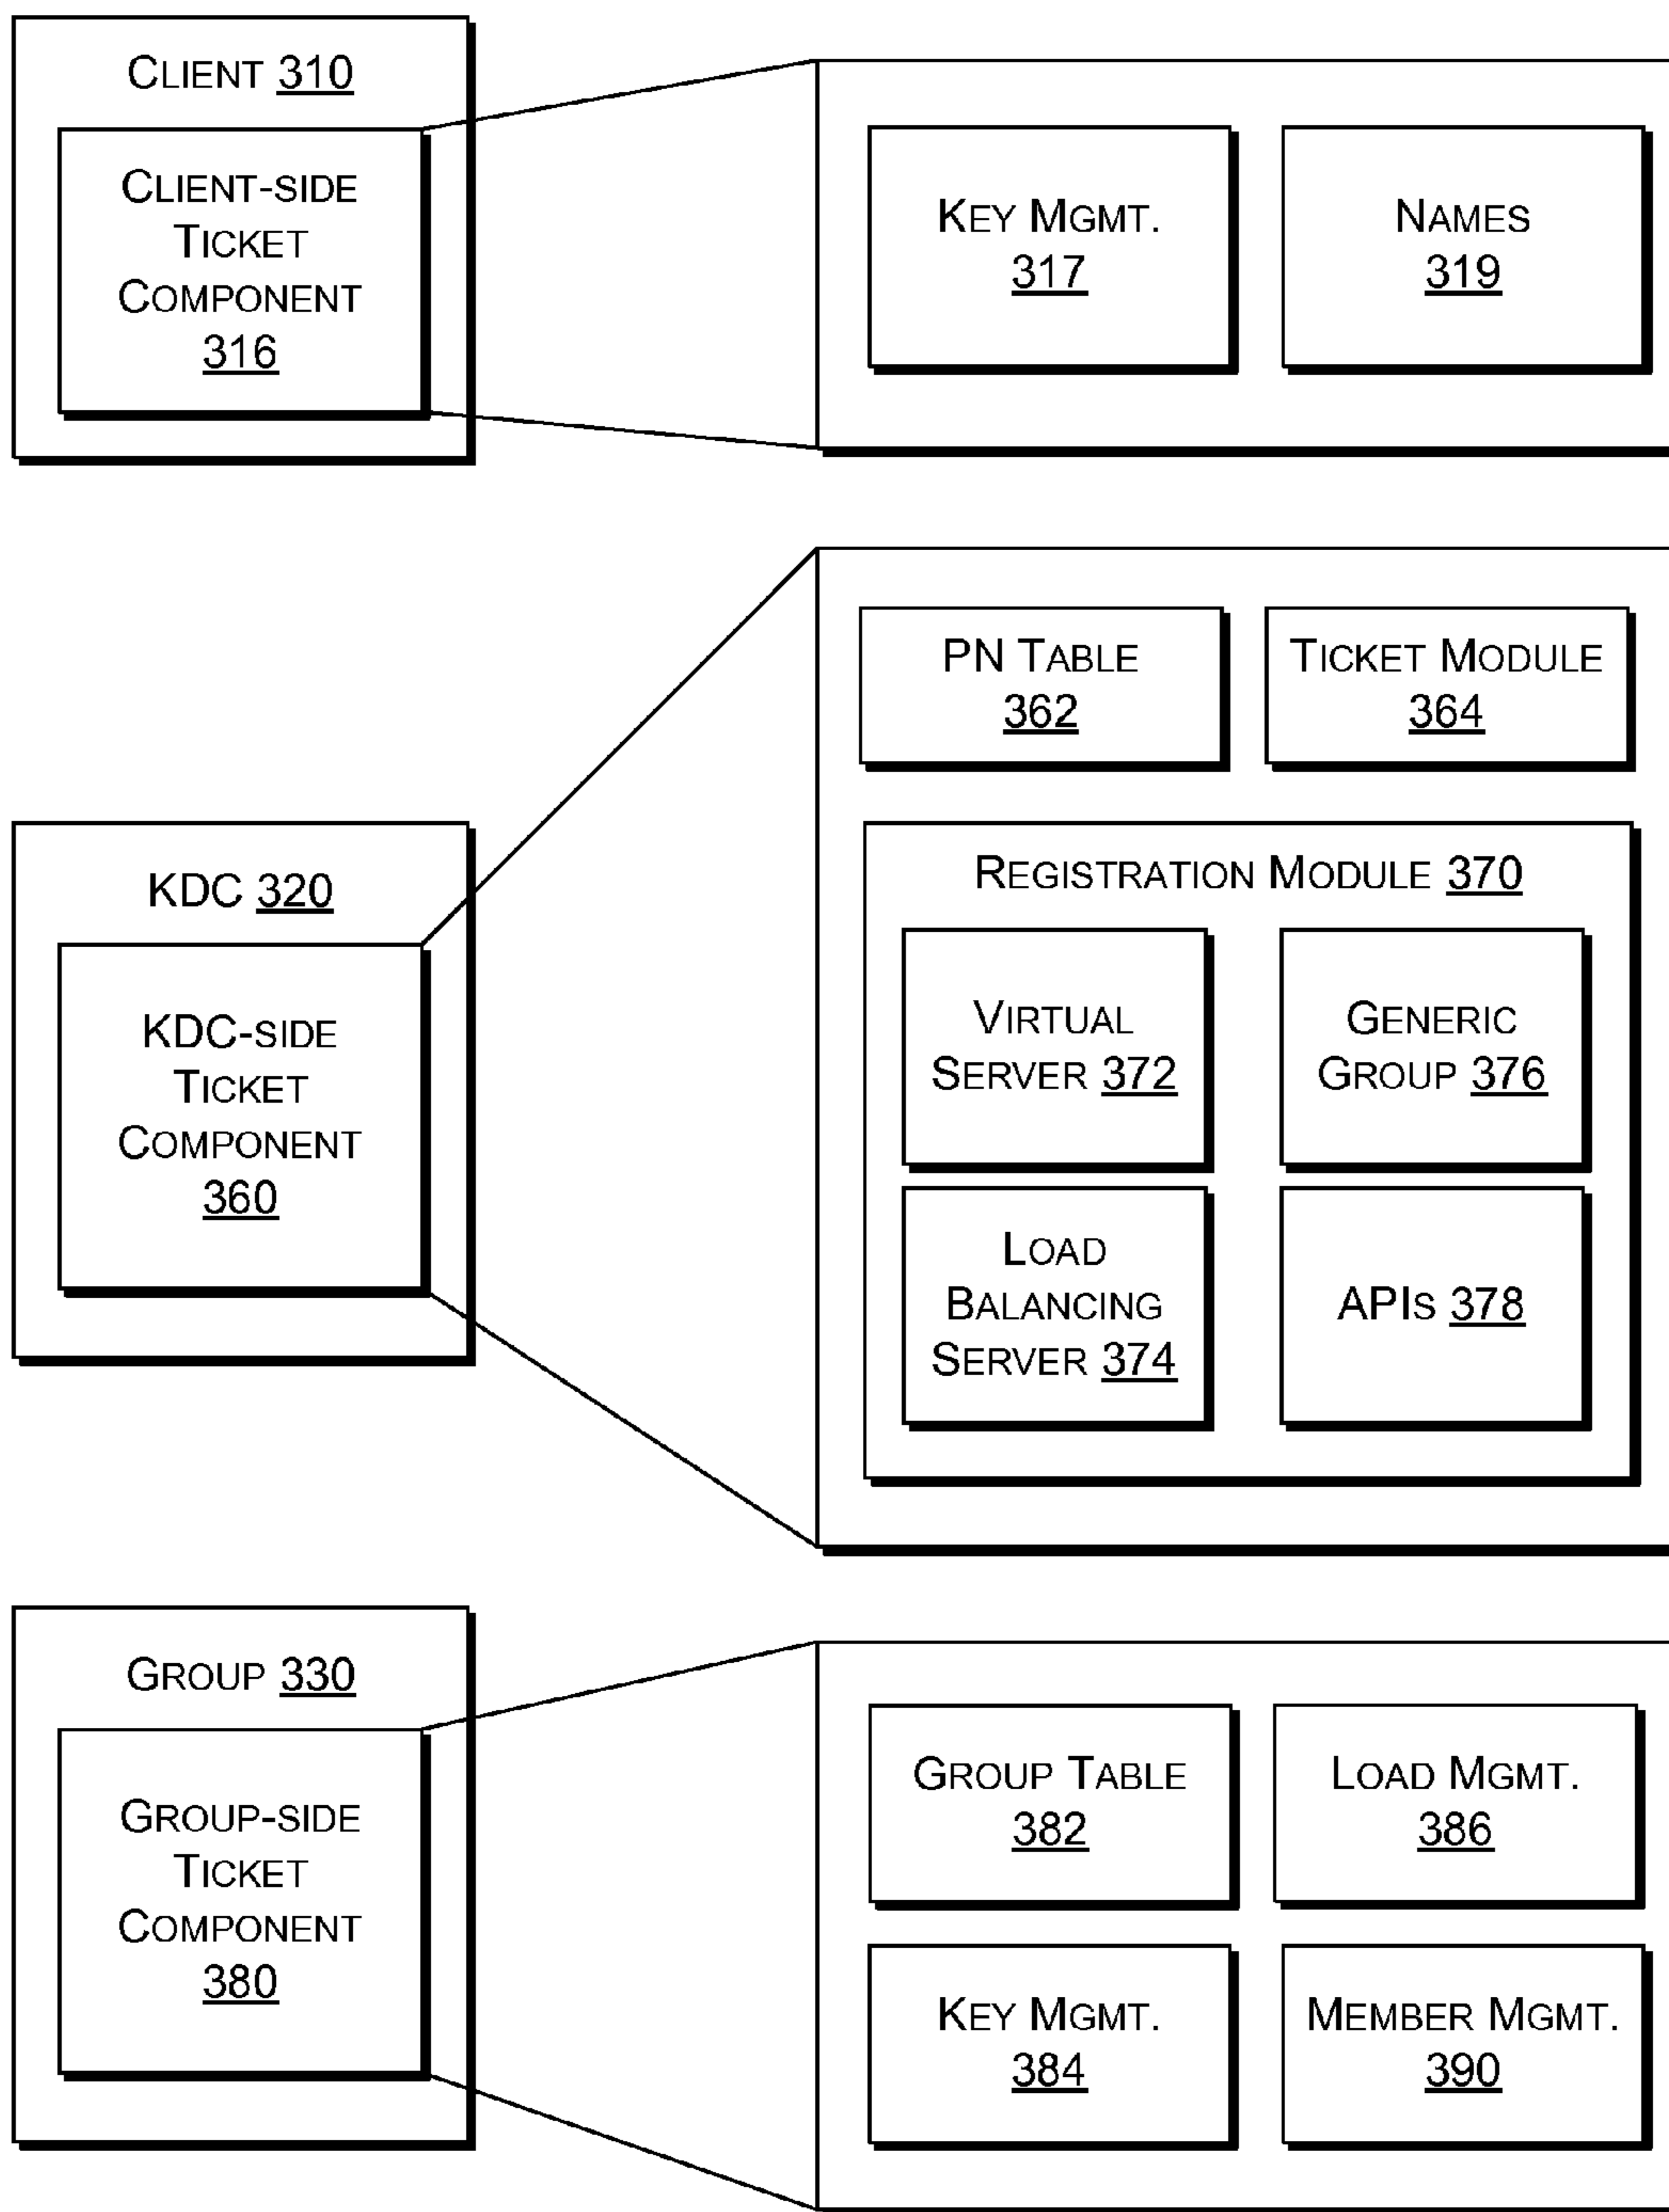 CLIENT 310
CLIENT-SIDE
TICKET
COMPONENT
316
KEY MGMT.
317
NAMES
319
PN TABLE
362
TICKET MODULE
364
KDC 320
KDC-SIDE
TICKET
COMPONENT
360
REGISTRATION MODULE 370
VIRTUAL
SERVER 372
GENERIC
GROUP 376
LOAD
BALANCING
SERVER 374
APIS 378
GROUP 330
GROUP-SIDE
TICKET
COMPONENT
380
GROUP TABLE
382
LOAD MGMT.
386
KEY MGMT.
384
MEMBER MGMT.
390